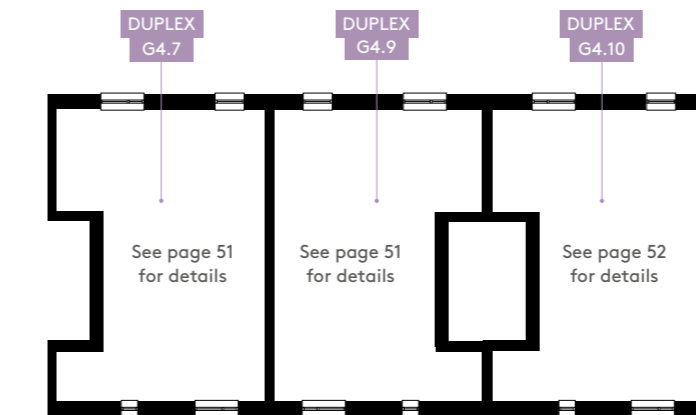 DUPLEX
G4.7
DUPLEX
G4.9
DUPLEX
G4.10
See page 51
for details
See page 51
for details
See page 52
for details